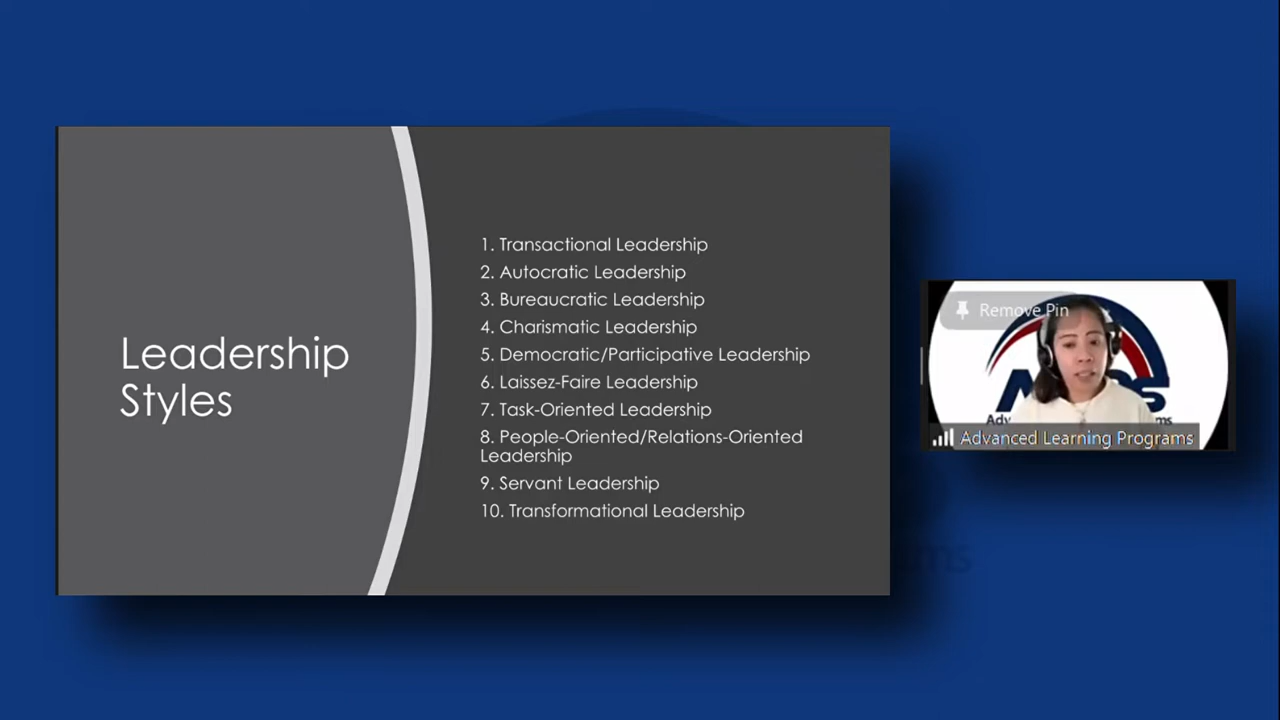 Leadership
Styles
1. Transactional Leadership
2. Autocratic Leadership
3. Bureaucratic Leadership
4. Charismatic Leadership
5. Democratic/Participative Leadership
6. Laissez-Faire Leadership
7. Task-Oriented Leadership
8. People-Oriented/Relations-Oriented
Leadership
9. Servant Leadership
10. Transformational Leadership
Remove Pin
Advanced Learning Programs